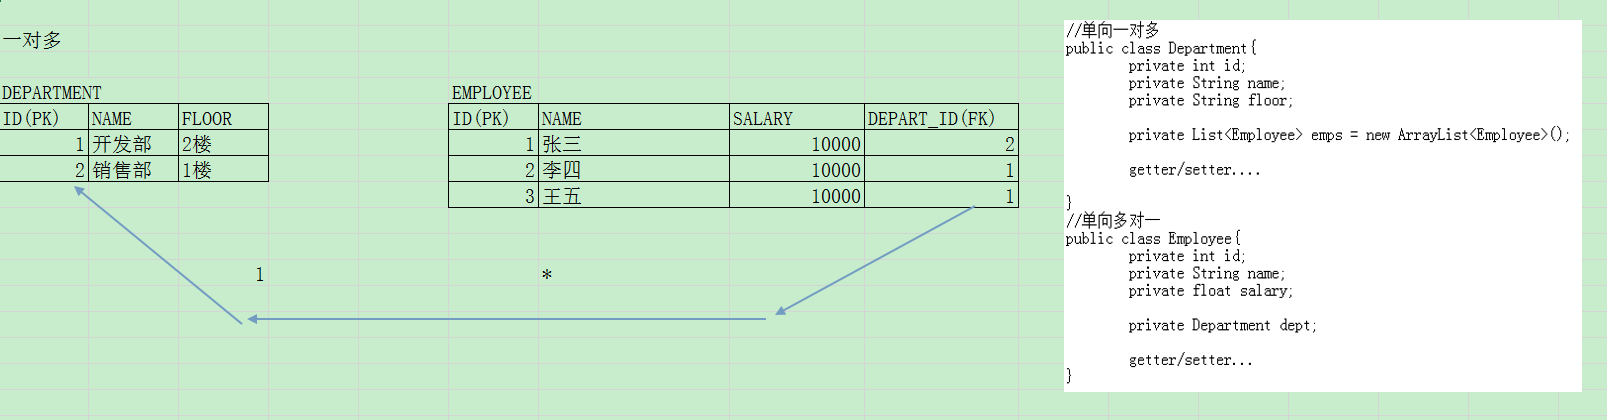 一对多
DEPARTMENT
ID(PK) NAME FLOOR
1 开发部 2楼
2 销售部 1楼
EMPLOYEE
ID(PK) NAME SALARY DEPART_ID(FK)
1 张三 10000 2
2 李四 10000 1
3 王五 10000 1
1 *
//单向一对多
public class Department{
private int id;
private String name;
private String floor;
private List<Employee> emps = new ArrayList<Employee>();
getter/setter....
}
//单向多对一
public class Employee{
private int id;
private String name;
private float salary;
private Department dept;
getter/setter...
}